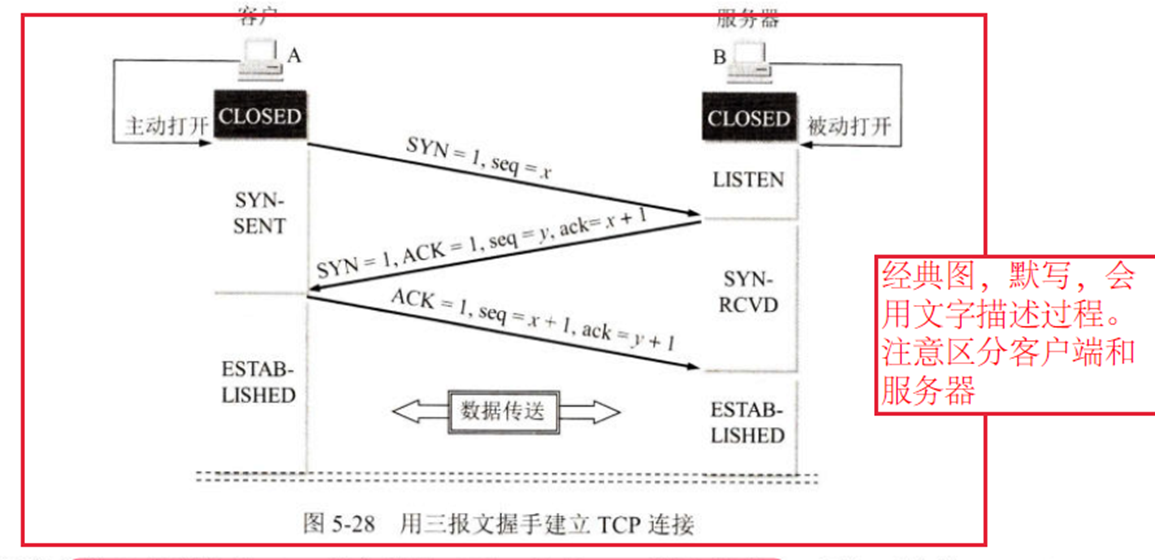 客户
服务器
A
B
CLOSED
CLOSED
主动打开
被动打开
SYN = 1, seq = x
LISTEN
SYN-
SENT
SYN = 1, ACK = 1, seq = y, ack= x + 1
SYN-
RCVD
ACK = 1, seq = x + 1, ack = y + 1
ESTAB-
LISHED
数据传送
ESTAB-
LISHED
图 5-28 用三报文握手建立 TCP 连接
经典图，默写，会
用文字描述过程。
注意区分客户端和
服务器